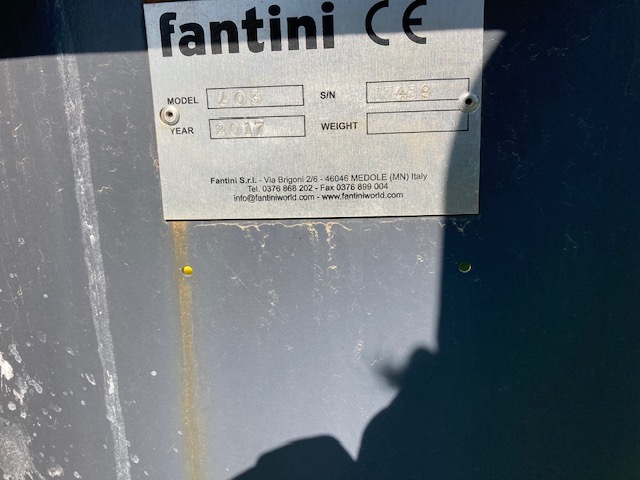 fantini CE
MODEL S/N
YEAR 2017 WEIGHT
Fantini S.r.l. - Via Brigoni 2/6 - 46046 MEDOLE (MN) Italy
Tel. 0376 868 202 - Fax 0376 899 004
info@fantiniworld.com - www.fantiniworld.com